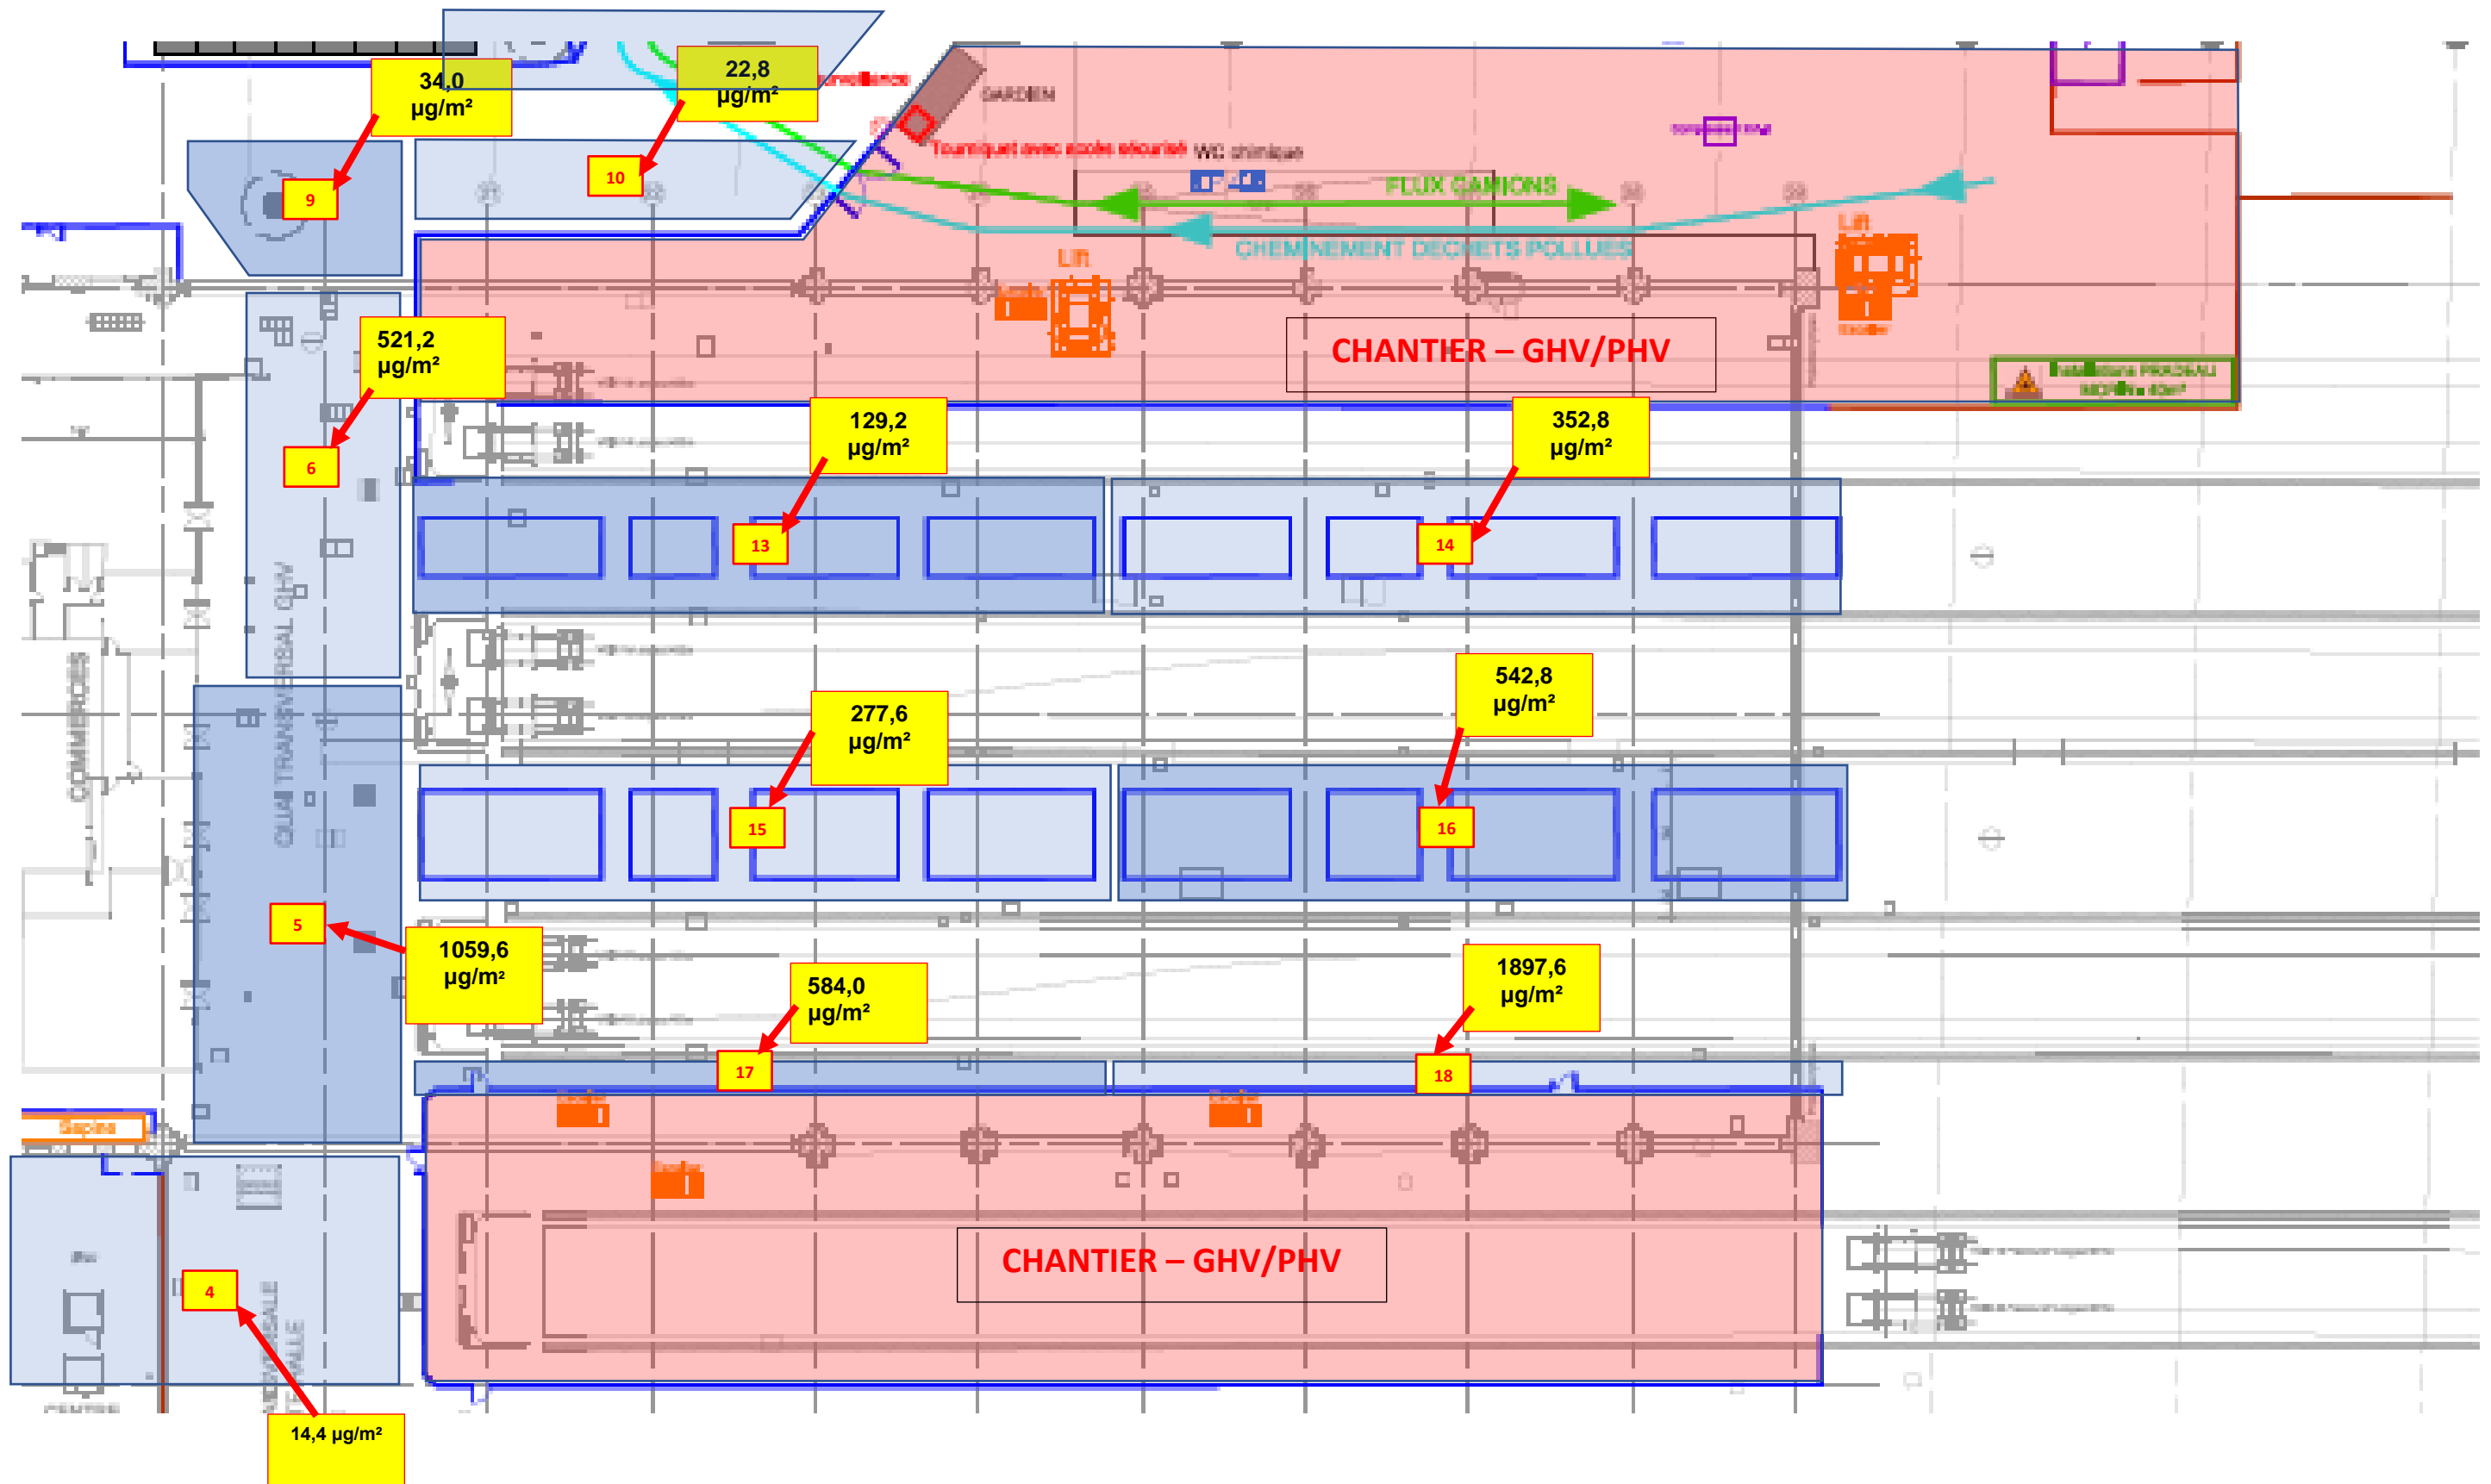 34,0
µg/m²
22,8
µg/m²
GARDIEN
Tourniquet avec accès sécurisé
WC chimique
9
10
FLUX CAMIONS
CHEMINEMENT DECHETS POLLUES
Lift
Lift
521,2
µg/m²
CHANTIER – GHV/PHV
6
129,2
µg/m²
352,8
µg/m²
13
14
QUAI TRANSVERSAL GHV
COMMERCES
277,6
µg/m²
542,8
µg/m²
15
16
5
1059,6
µg/m²
584,0
µg/m²
1897,6
µg/m²
17
18
CHANTIER – GHV/PHV
4
14,4 µg/m²